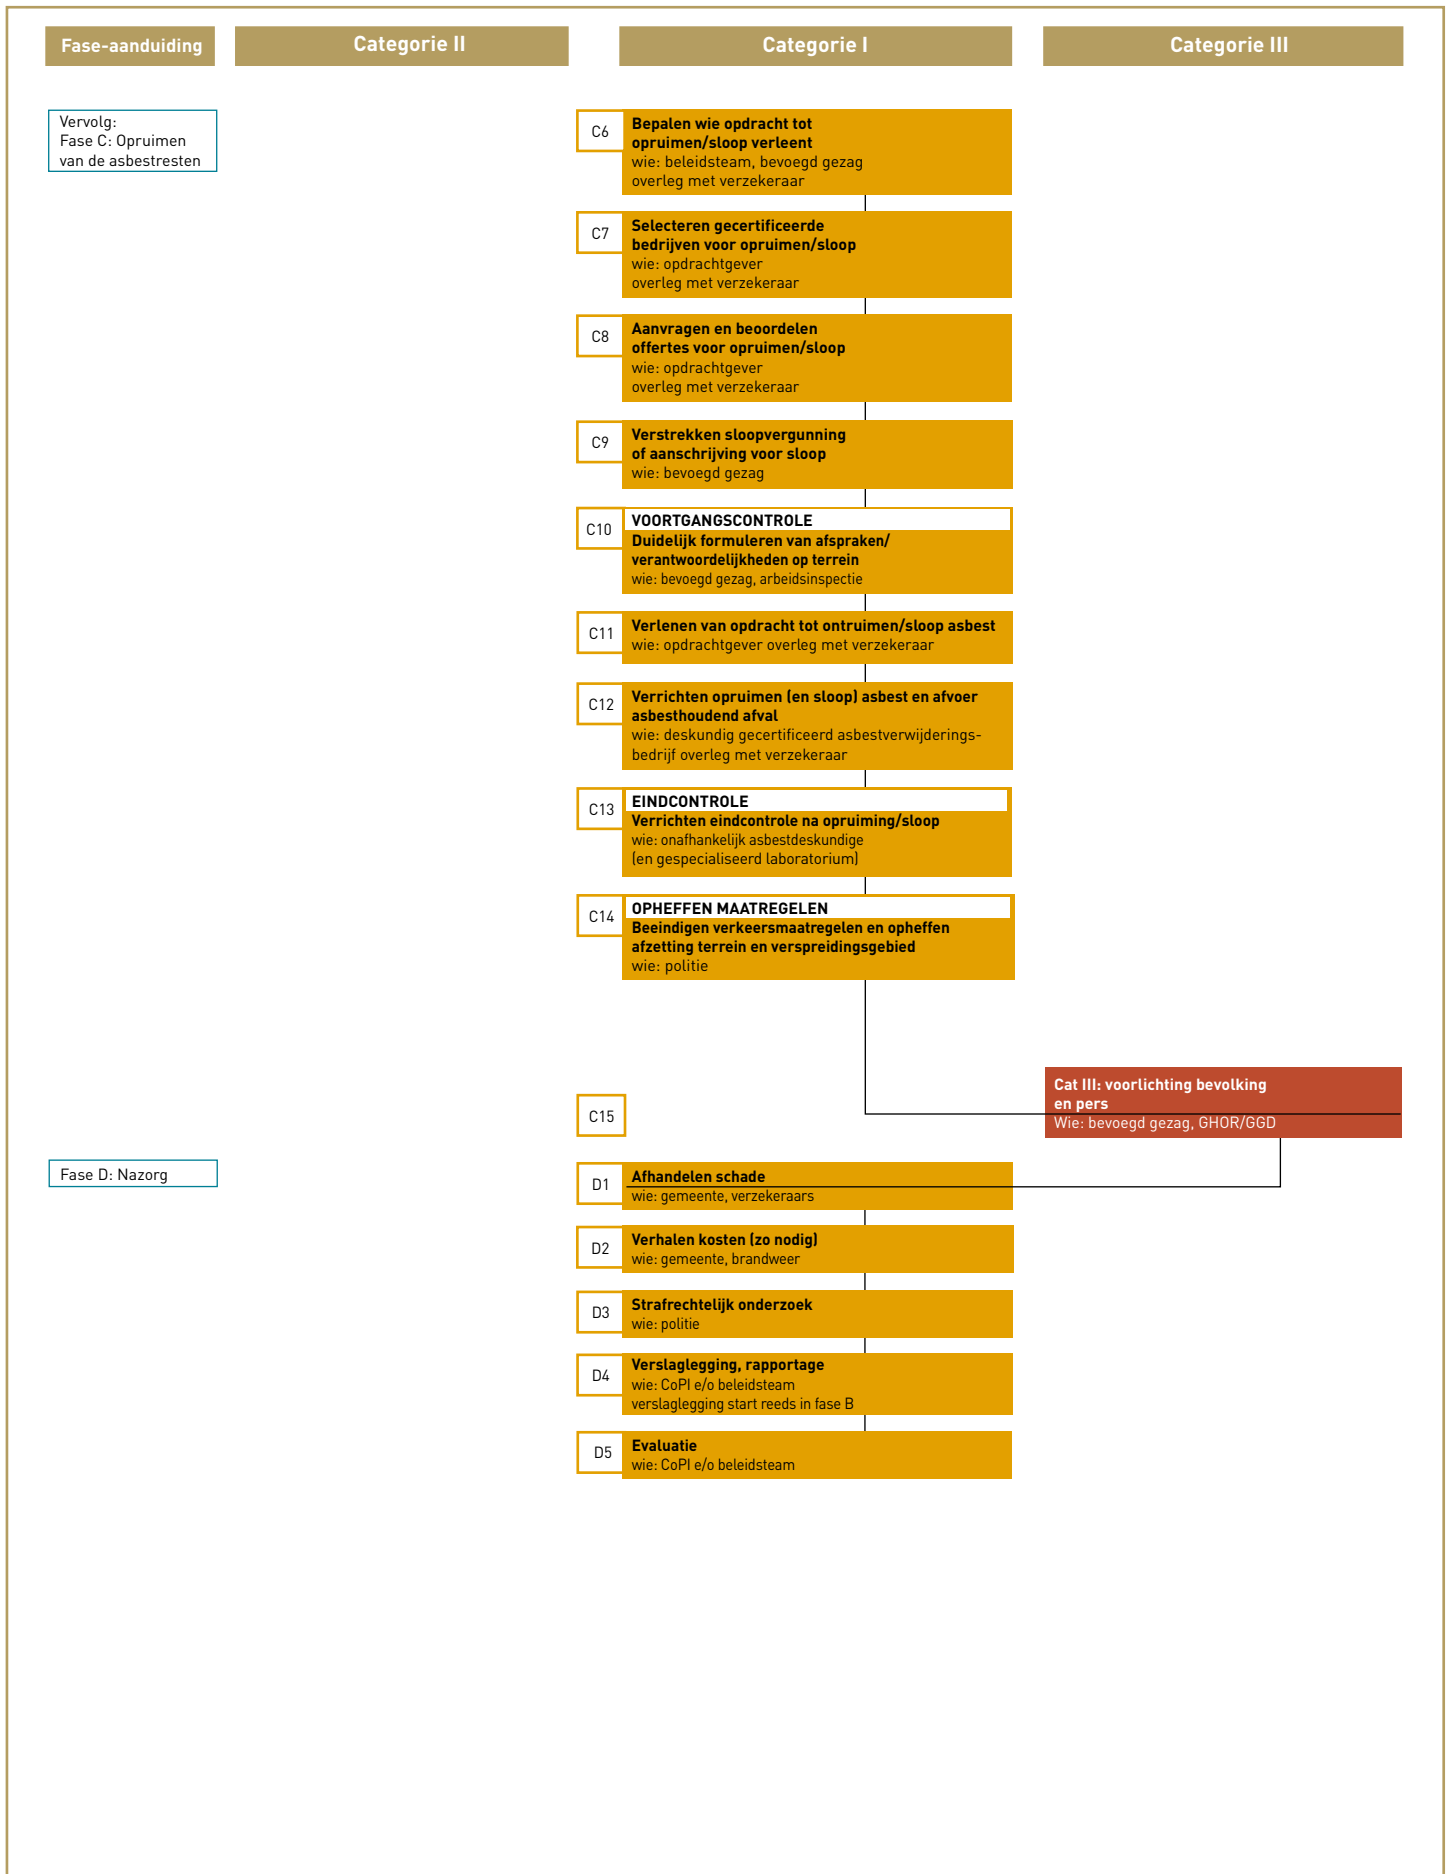 Fase-aanduiding
Categorie II
Categorie I
Categorie III
Vervolg:
Fase C: Opruimen
van de asbestresten
C6
Bepalen wie opdracht tot
opruimen/sloop verleent
wie: beleidsteam, bevoegd gezag
overleg met verzekeraar
C7
Selecteren gecertificeerde
bedrijven voor opruimen/sloop
wie: opdrachtgever
overleg met verzekeraar
C8
Aanvragen en beoordelen
offertes voor opruimen/sloop
wie: opdrachtgever
overleg met verzekeraar
C9
Verstrekken sloopvergunning
of aanschrijving voor sloop
wie: bevoegd gezag
C10
VOORTGANGSCONTROLE
Duidelijk formuleren van afspraken/
verantwoordelijkheden op terrein
wie: bevoegd gezag, arbeidsinspectie
C11
Verlenen van opdracht tot ontruimen/sloop asbest
wie: opdrachtgever overleg met verzekeraar
C12
Verrichten opruimen (en sloop) asbest en afvoer
asbesthoudend afval
wie: deskundig gecertificeerd asbestverwijderings-
bedrijf overleg met verzekeraar
C13
EINDCONTROLE
Verrichten eindcontrole na opruiming/sloop
wie: onafhankelijk asbestdeskundige
(en gespecialiseerd laboratorium)
C14
OPHEFFEN MAATREGELEN
Beeindigen verkeersmaatregelen en opheffen
afzetting terrein en verspreidingsgebied
wie: politie
C15
Cat III: voorlichting bevolking
en pers
Wie: bevoegd gezag, GHOR/GGD
Fase D: Nazorg
D1
Afhandelen schade
wie: gemeente, verzekeraars
D2
Verhalen kosten (zo nodig)
wie: gemeente, brandweer
D3
Strafrechtelijk onderzoek
wie: politie
D4
Verslaglegging, rapportage
wie: CoPI e/o beleidsteam
verslaglegging start reeds in fase B
D5
Evaluatie
wie: CoPI e/o beleidsteam